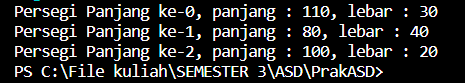 Persegi Panjang ke-0, panjang : 110, lebar : 30
Persegi Panjang ke-1, panjang : 80, lebar : 40
Persegi Panjang ke-2, panjang : 100, lebar : 20
PS C:\File kuliah\SEMESTER 3\ASD\PrakASD>